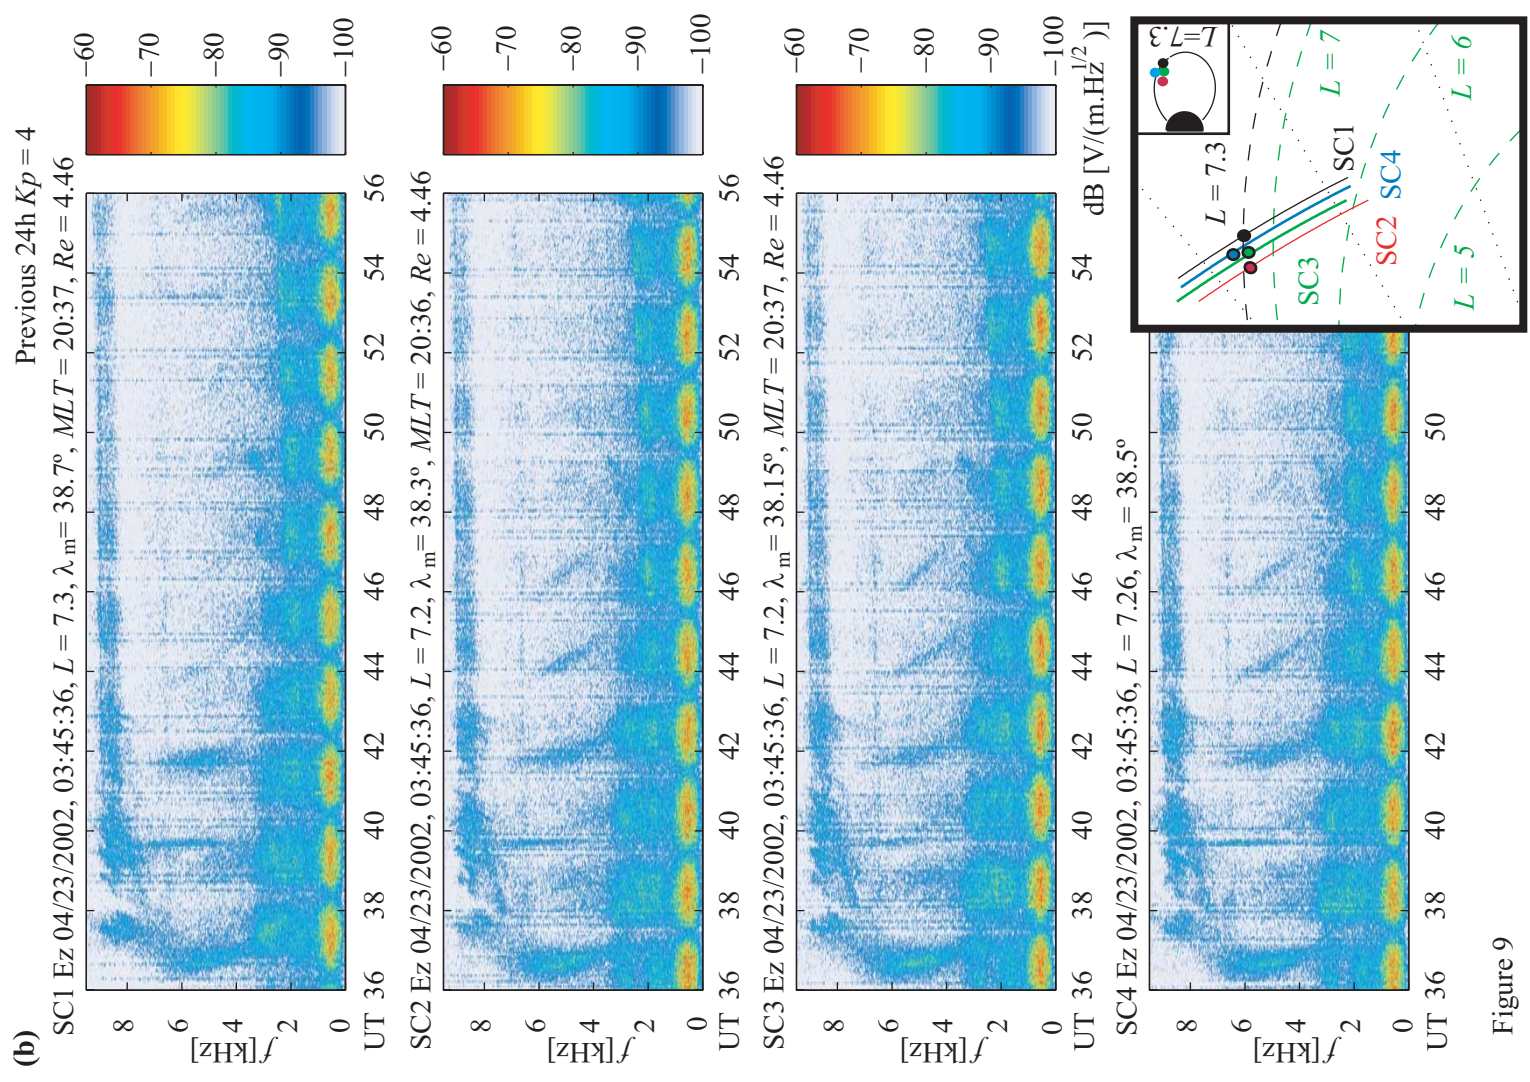 (b)
Previous 24h Kp = 4
SC1 Ez 04/23/2002, 03:45:36, L = 7.3, λm = 38.7º, MLT = 20:37, Re = 4.46
f[kHz]
8
6
4
2
0
UT 36 38 40 42 44 46 48 50 52 54 56
−60
−70
−80
−90
−100
SC2 Ez 04/23/2002, 03:45:36, L = 7.2, λm = 38.3º, MLT = 20:36, Re = 4.46
f[kHz]
8
6
4
2
0
UT 36 38 40 42 44 46 48 50 52 54 56
−60
−70
−80
−90
−100
SC3 Ez 04/23/2002, 03:45:36, L = 7.2, λm = 38.15º, MLT = 20:37, Re = 4.46
f[kHz]
8
6
4
2
0
UT 36 38 40 42 44 46 48 50 52 54 56
−60
−70
−80
−90
−100
dB [V/(m.Hz1/2)]
SC4 Ez 04/23/2002, 03:45:36, L = 7.26, λm = 38.5º
f[kHz]
8
6
4
2
0
UT 36 38 40 42 44 46 48 50
L=7.3
L = 7.3
L = 7
SC1
SC4
SC3
SC2
L = 6
L = 5
Figure 9